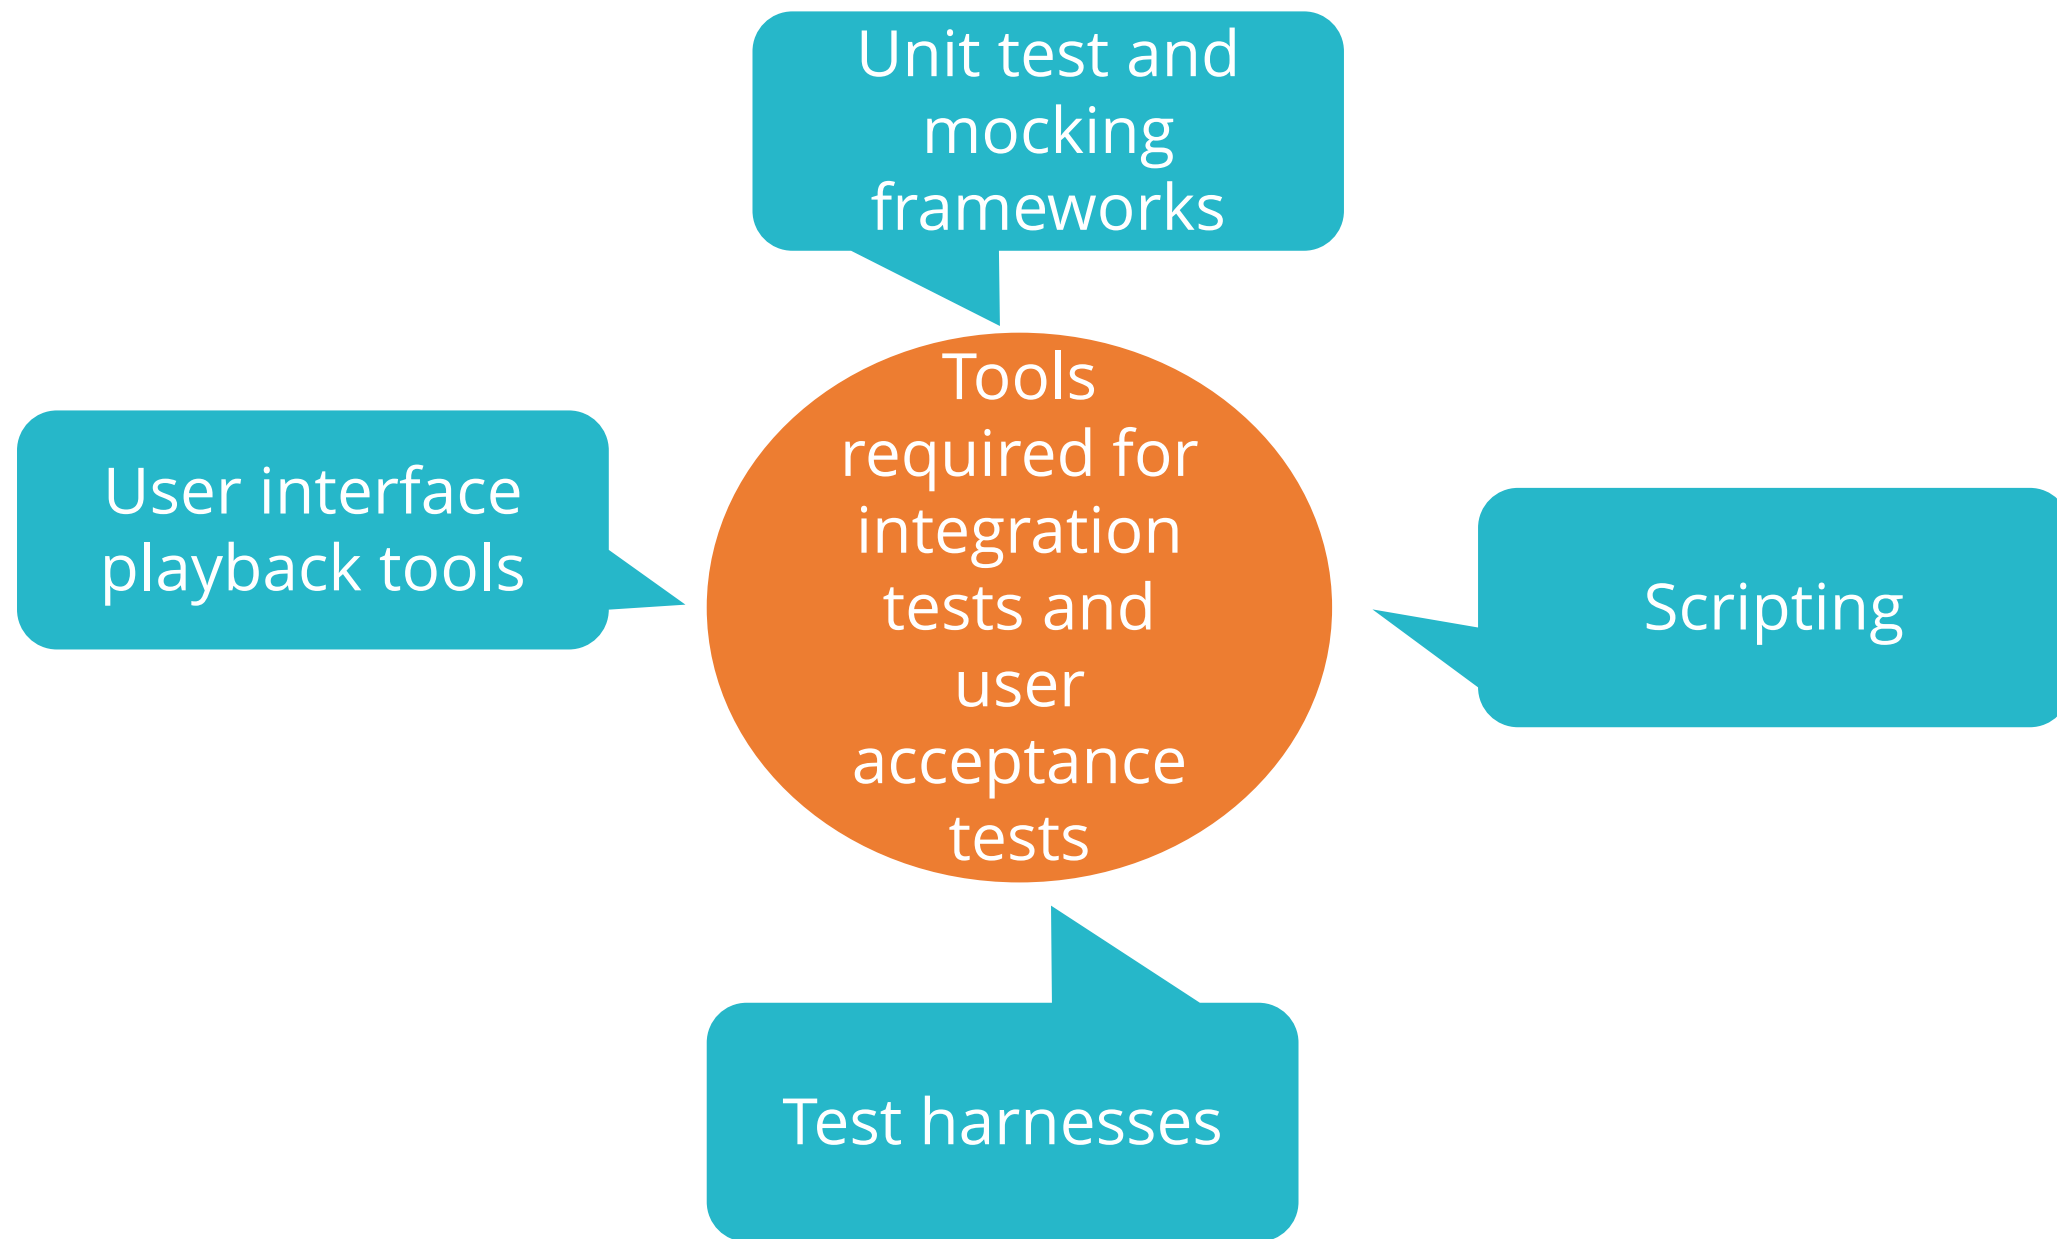 Unit test and
mocking
frameworks
Tools
required for
integration
tests and
user
acceptance
tests
User interface
playback tools
Scripting
Test harnesses